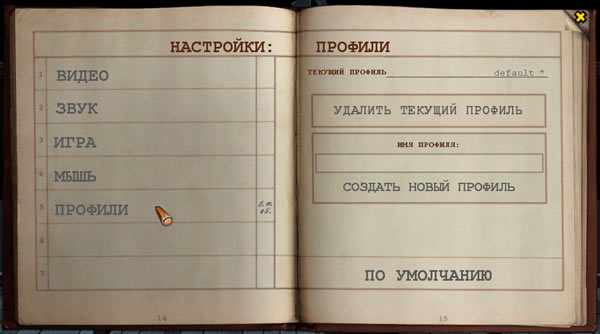 НАСТРОЙКИ:
1 ВИДЕО
2 ЗВУК
3 ИГРА
4 МЫШЬ
5 ПРОФИЛИ
6
7
14
ПРОФИЛИ
ТЕКУЩИЙ ПРОФИЛЬ default *
УДАЛИТЬ ТЕКУЩИЙ ПРОФИЛЬ
ИМЯ ПРОФИЛЯ:
СОЗДАТЬ НОВЫЙ ПРОФИЛЬ
ПО УМОЛЧАНИЮ
15